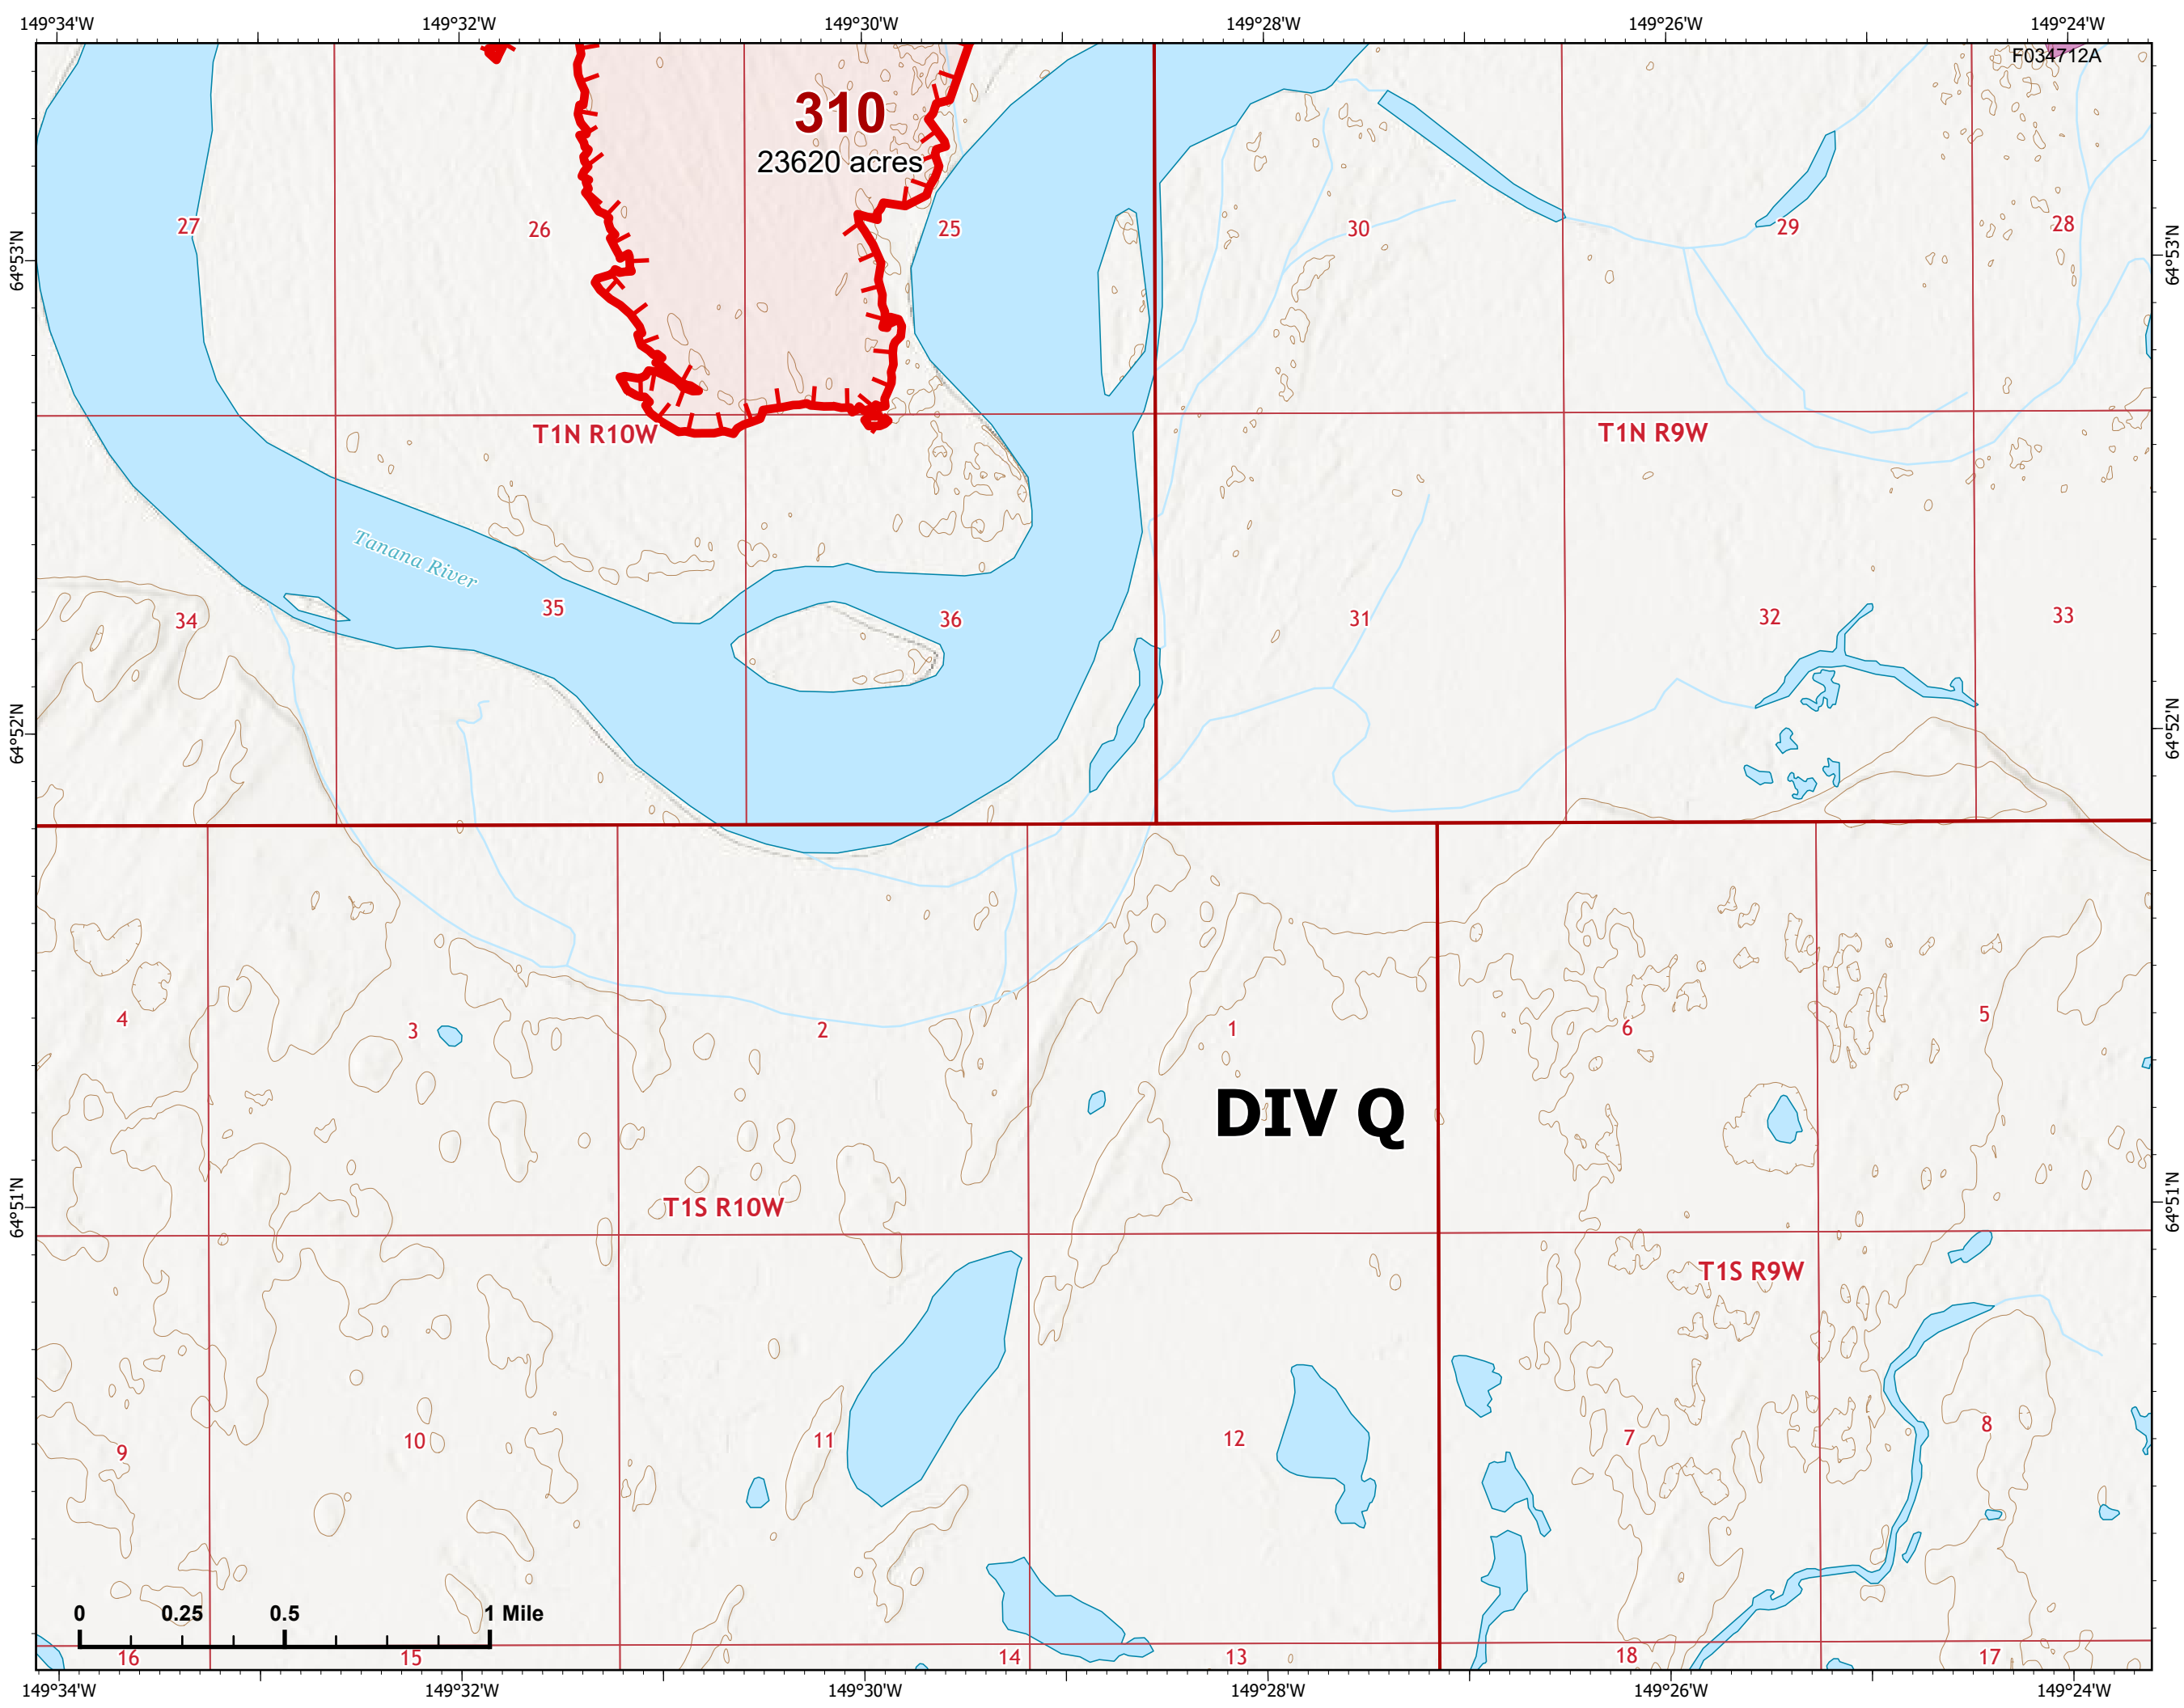 149°34'W 149°32'W 149°30'W 149°28'W 149°26'W 149°24'W
F034712A
310
23620 acres
27 26 25 30 29 28
64°53'N 64°53'N
T1N R10W T1N R9W
Tanana River
34 35 36 31 32 33
64°52'N 64°52'N
4 3 2 1 6 5
DIV Q
64°51'N 64°51'N
T1S R10W
T1S R9W
9 10 11 12 7 8
0 0.25 0.5 1 Mile
16 15 14 13 18 17
149°34'W 149°32'W 149°30'W 149°28'W 149°26'W 149°24'W